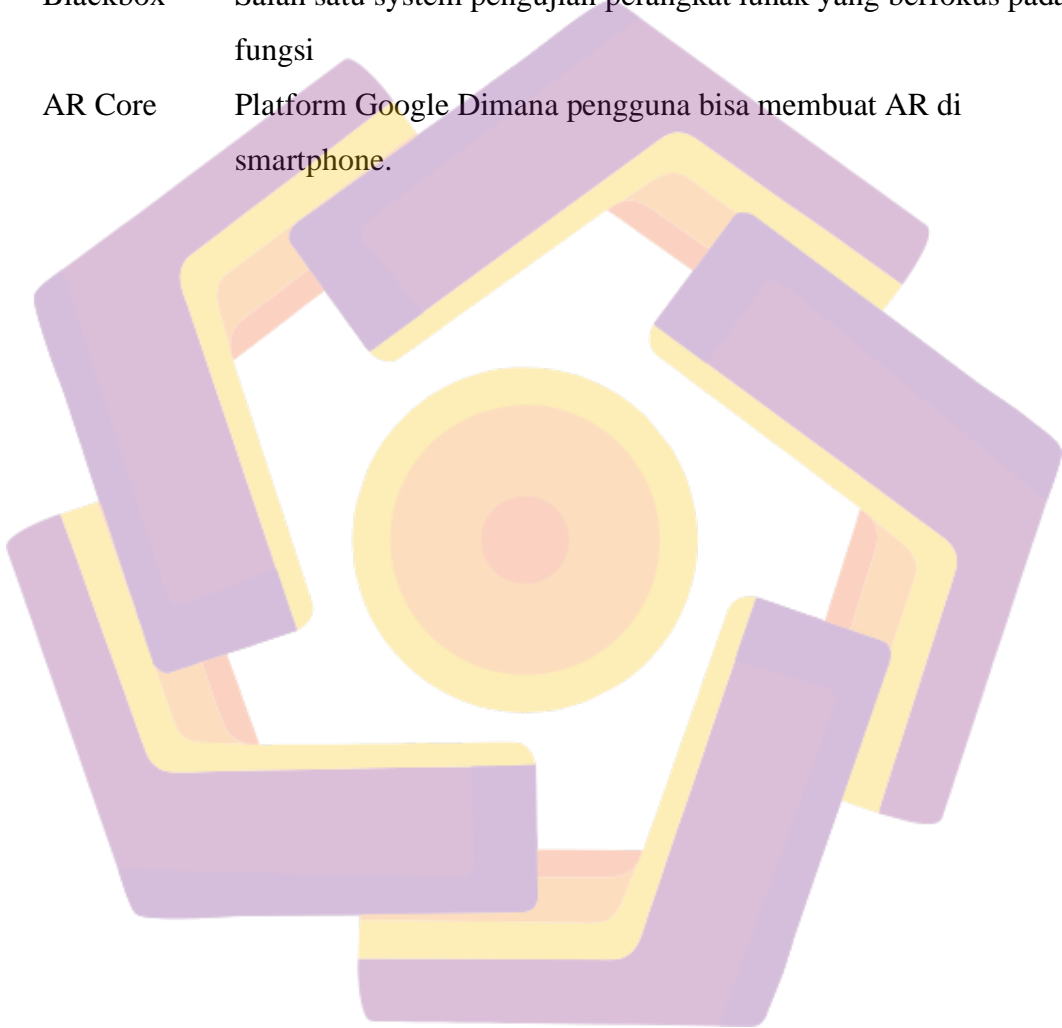 Blackbox Salah satu system pengujian perangkat lunak yang berfokus pada
fungsi
AR Core Platform Google Dimana pengguna bisa membuat AR di
smartphone.